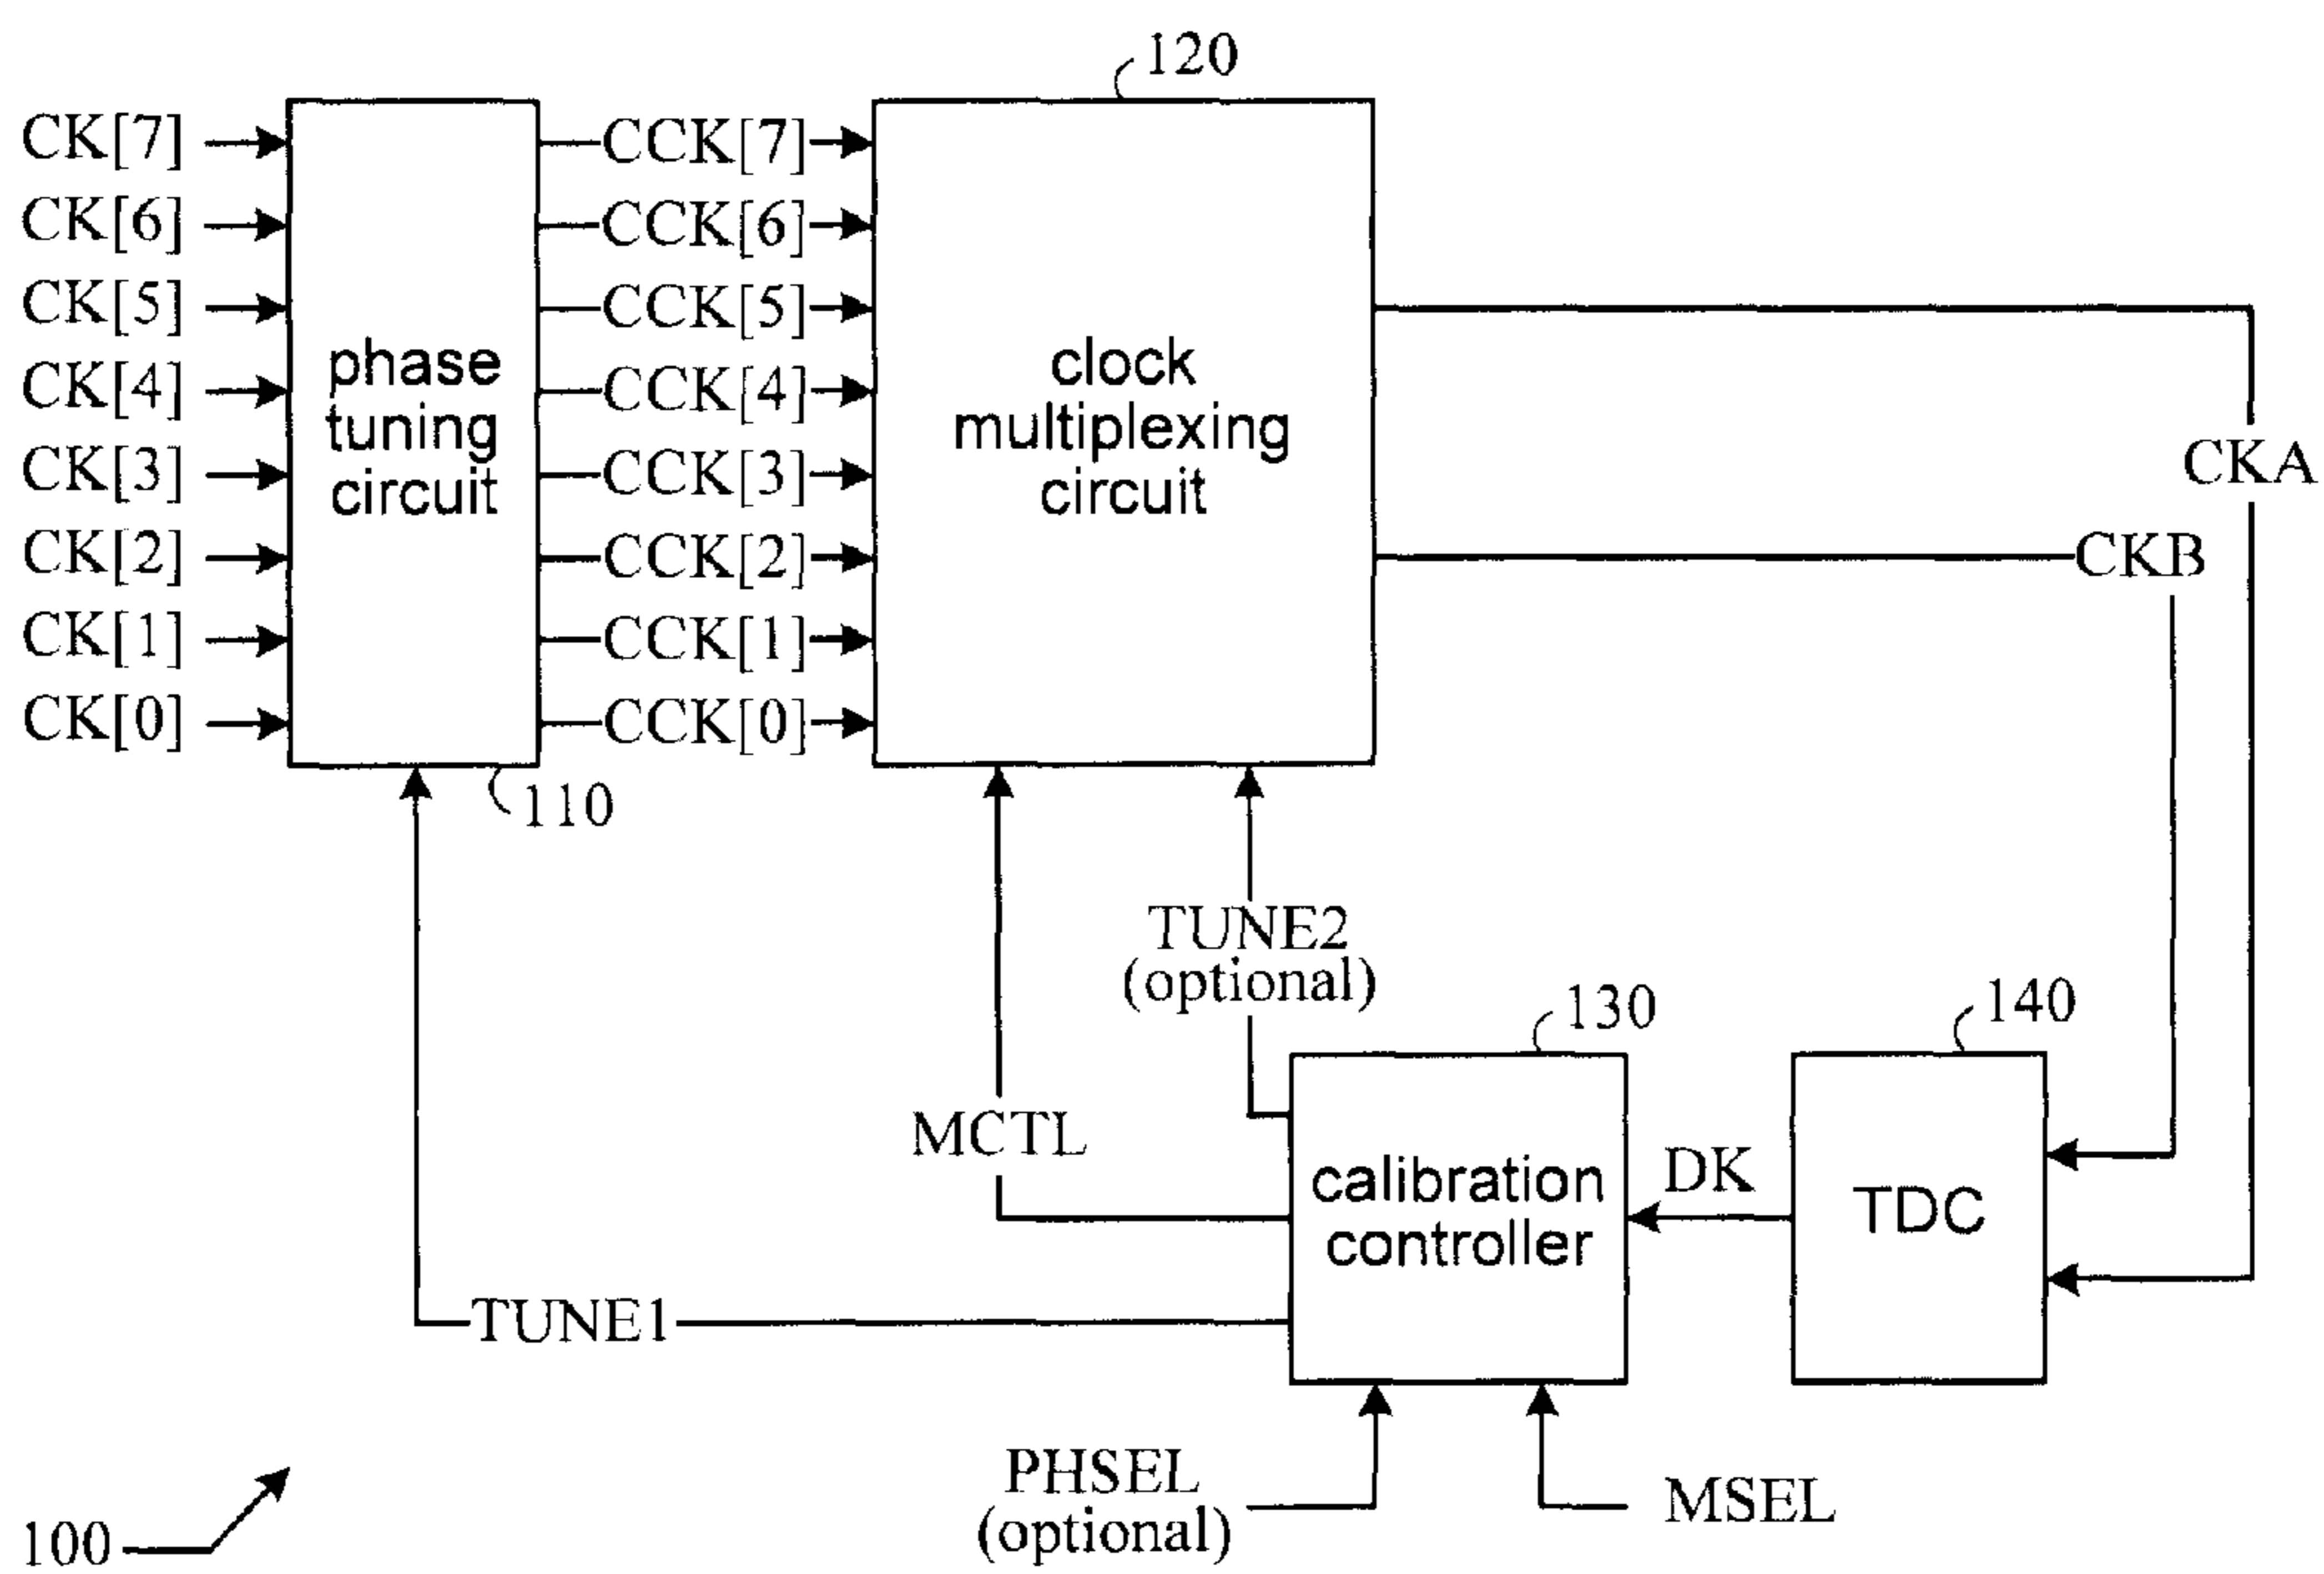 120
CK[7]
CCK[7]
CK[6]
CCK[6]
CK[5]
CCK[5]
CK[4]
CCK[4]
CK[3]
CCK[3]
CK[2]
CCK[2]
CK[1]
CCK[1]
CK[0]
CCK[0]
phase
tuning
circuit
clock
multiplexing
circuit
CKA
CKB
110
TUNE2
(optional)
130
140
MCTL
calibration
controller
DK
TDC
TUNE1
PHSEL
(optional)
MSEL
100